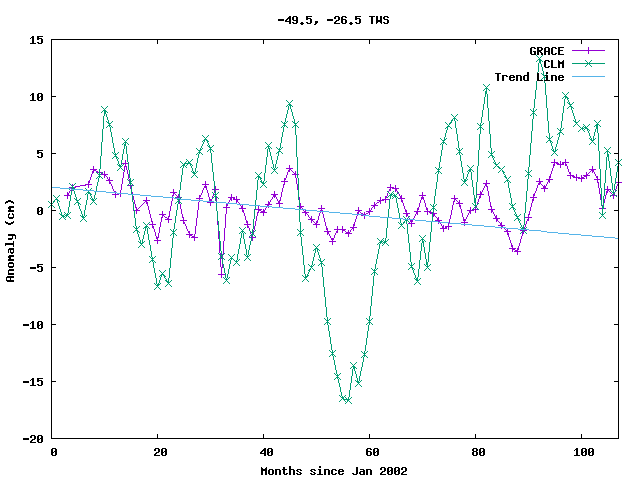 -49.5, -26.5 TWS
GRACE
CLM
Trend Line
15
10
5
0
-5
-10
-15
-20
Anomaly (cm)
0 20 40 60 80 100
Months since Jan 2002